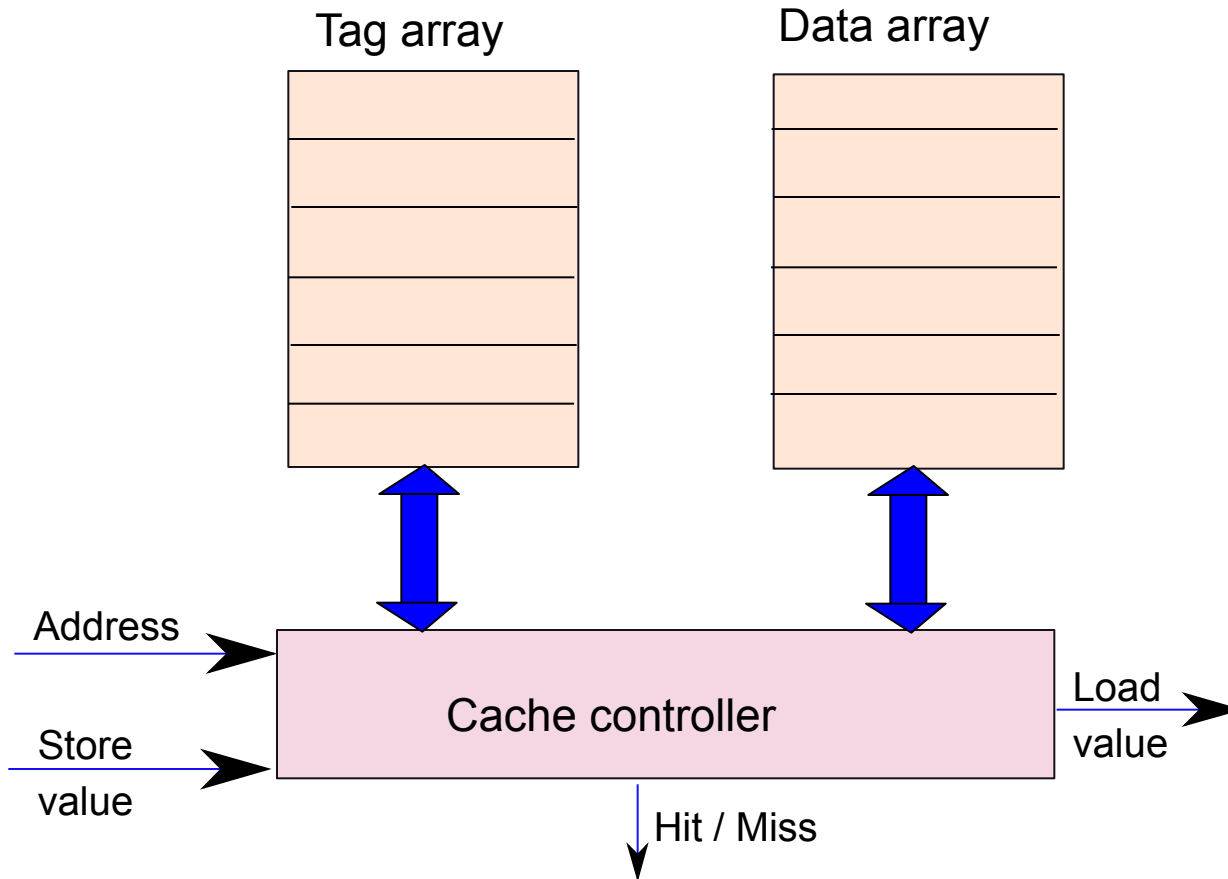 Tag array
Data array
Address
Store
value
Cache controller
Load
value
Hit / Miss